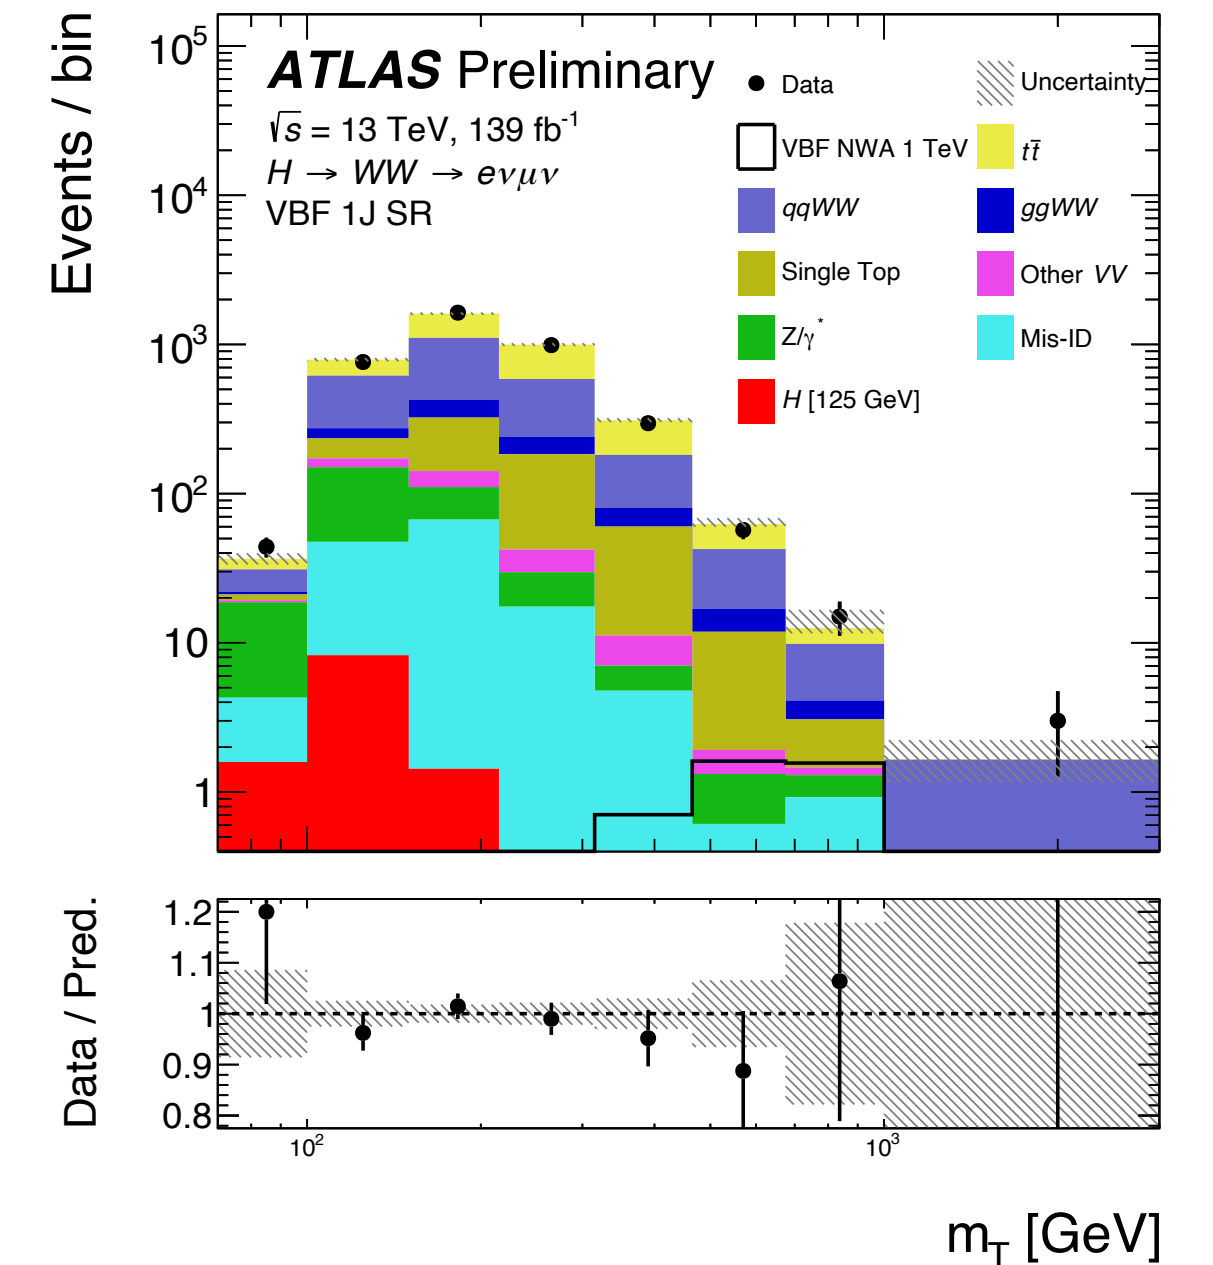 Events / bin
10⁵
10⁴
10³
10²
10
1
ATLAS Preliminary
√s = 13 TeV, 139 fb⁻¹
H → WW → eνμν
VBF 1J SR
Data
Uncertainty
VBF NWA 1 TeV
tt̄
qqWW
ggWW
Single Top
Other VV
Z/γ*
Mis-ID
H [125 GeV]
Data / Pred.
1.2
1.1
1
0.9
0.8
10²
10³
m_T [GeV]